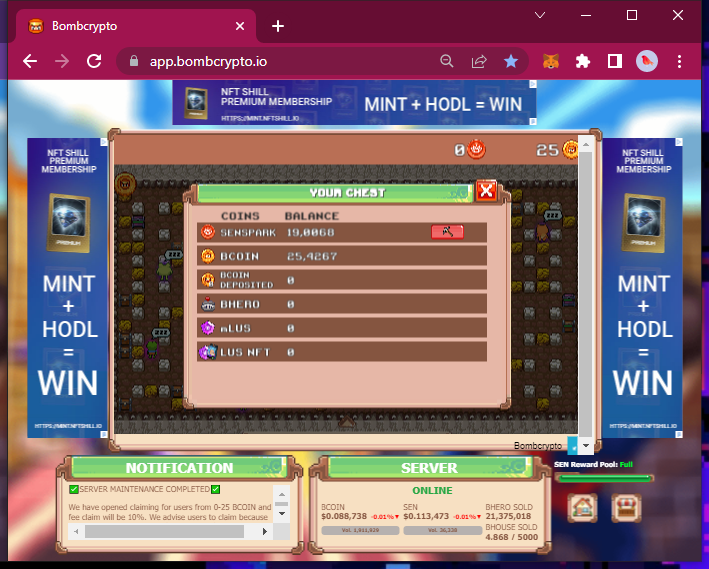 Bombcrypto
app.bombcrypto.io
NFT SHILL
PREMIUM MEMBERSHIP
HTTPS://MINT.NFTSHILL.IO
MINT + HODL = WIN
NFT SHILL
PREMIUM
MEMBERSHIP
PREMIUM
MINT
+
HODL
=
WIN
HTTPS://MINT.NFTSHILL.IO
0
25
YOUR CHEST
COINS BALANCE
SENSPARK 19,0068
BCOIN 25,4267
BCOIN
DEPOSITED 0
BHERO 0
mLUS 0
LUS NFT 0
ZZZ
ZZZ
ZZZ
NFT SHILL
PREMIUM
MEMBERSHIP
PREMIUM
MINT
+
HODL
=
WIN
HTTPS://MINT.NFTSHILL.IO
Bombcrypto
NOTIFICATION
✅SERVER MAINTENANCE COMPLETED✅
We have opened claiming for users from 0-25 BCOIN and
fee claim will be 10%. We advise users to claim because
SERVER
ONLINE
BCOIN
$0.088,738 -0.01%▼
SEN
$0.113,473 -0.01%▼
BHERO SOLD
21,375,018
BHOUSE SOLD
4.868 / 5000
SEN Reward Pool: Full